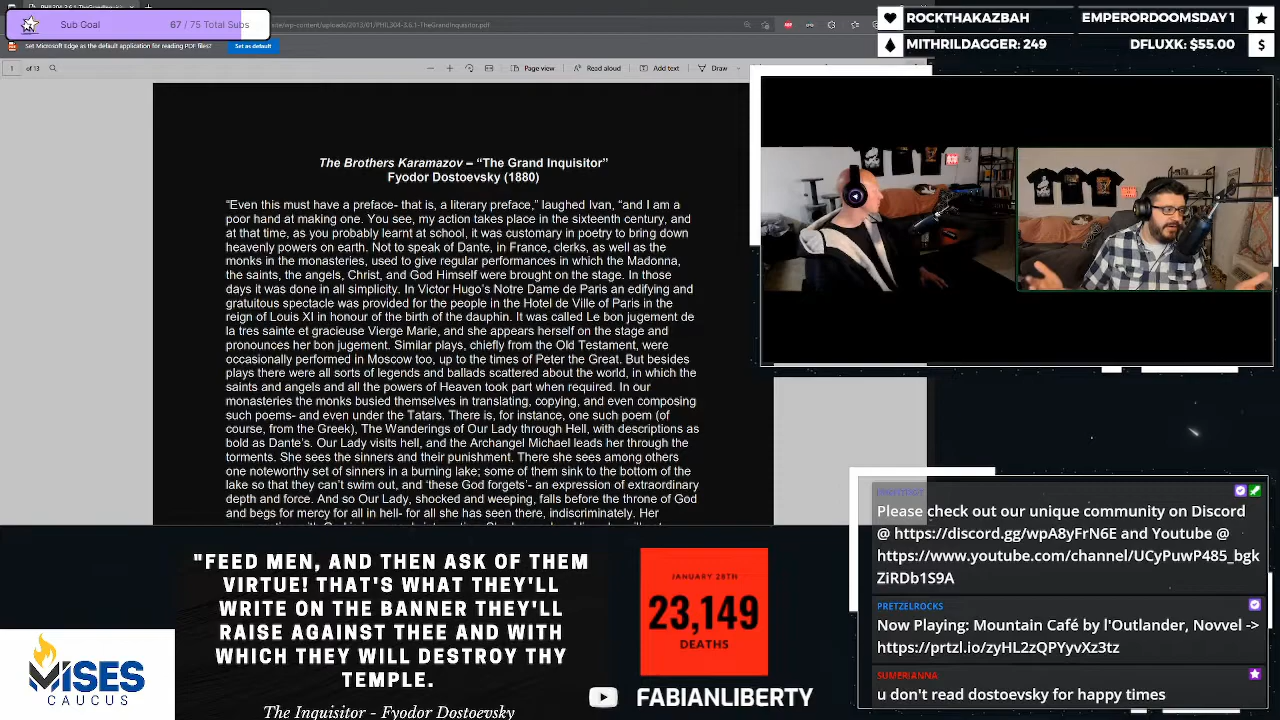 Sub Goal
67 / 75 Total Subs
/wp-content/uploads/2013/01/PHIL304-3.6.1-TheGrandInquisitor.pdf
Set Microsoft Edge as the default application for reading PDF files?
Set as default
1
of 13
Page view
Read aloud
Add text
Draw
The Brothers Karamazov – “The Grand Inquisitor”
Fyodor Dostoevsky (1880)
“Even this must have a preface- that is, a literary preface,” laughed Ivan, “and I am a
poor hand at making one. You see, my action takes place in the sixteenth century, and
at that time, as you probably learnt at school, it was customary in poetry to bring down
heavenly powers on earth. Not to speak of Dante, in France, clerks, as well as the
monks in the monasteries, used to give regular performances in which the Madonna,
the saints, the angels, Christ, and God Himself were brought on the stage. In those
days it was done in all simplicity. In Victor Hugo’s Notre Dame de Paris an edifying and
gratuitous spectacle was provided for the people in the Hotel de Ville of Paris in the
reign of Louis XI in honour of the birth of the dauphin. It was called Le bon jugement de
la tres sainte et gracieuse Vierge Marie, and she appears herself on the stage and
pronounces her bon jugement. Similar plays, chiefly from the Old Testament, were
occasionally performed in Moscow too, up to the times of Peter the Great. But besides
plays there were all sorts of legends and ballads scattered about the world, in which the
saints and angels and all the powers of Heaven took part when required. In our
monasteries the monks busied themselves in translating, copying, and even composing
such poems- and even under the Tatars. There is, for instance, one such poem (of
course, from the Greek), The Wanderings of Our Lady through Hell, with descriptions as
bold as Dante’s. Our Lady visits hell, and the Archangel Michael leads her through the
torments. She sees the sinners and their punishment. There she sees among others
one noteworthy set of sinners in a burning lake; some of them sink to the bottom of the
lake so that they can’t swim out, and ‘these God forgets’- an expression of extraordinary
depth and force. And so Our Lady, shocked and weeping, falls before the throne of God
and begs for mercy for all in hell- for all she has seen there, indiscriminately. Her
ROCKTHAKAZBAH
EMPERORDOOMSDAY 1
MITHRILDAGGER: 249
DFLUXK: $55.00
Please check out our unique community on Discord
@ https://discord.gg/wpA8yFrN6E and Youtube @
https://www.youtube.com/channel/UCyPuwP485_bgk
ZiRDb1S9A
PRETZELROCKS
Now Playing: Mountain Café by l'Outlander, Novvel ->
https://prtzl.io/zyHL2zQPYyvXz3tz
SUMERIANNA
u don't read dostoevsky for happy times
"FEED MEN, AND THEN ASK OF THEM
VIRTUE! THAT'S WHAT THEY'LL
WRITE ON THE BANNER THEY'LL
RAISE AGAINST THEE AND WITH
WHICH THEY WILL DESTROY THY
TEMPLE.
The Inquisitor - Fyodor Dostoevsky
JANUARY 28TH
23,149
DEATHS
FABIANLIBERTY
MISES
CAUCUS